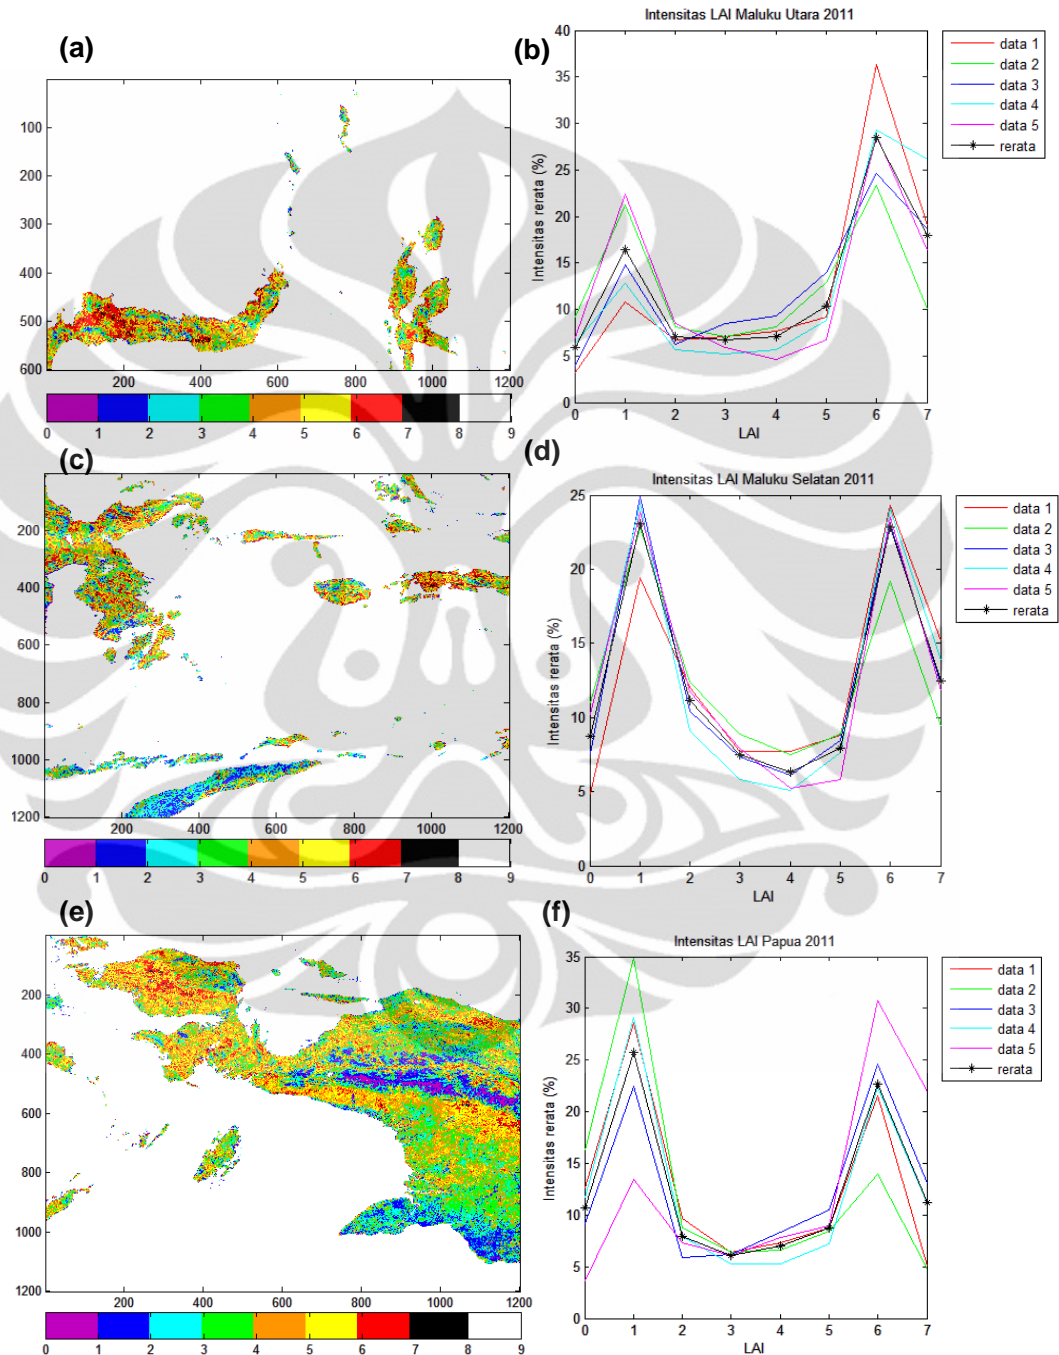 (a)
100
200
300
400
500
600
200 400 600 800 1000 1200
0 1 2 3 4 5 6 7 8 9
(b)
Intensitas LAI Maluku Utara 2011
Intensitas rerata (%)
40
35
30
25
20
15
10
5
0
0 1 2 3 4 5 6 7
LAI
data 1
data 2
data 3
data 4
data 5
rerata
(c)
200
400
600
800
1000
1200
200 400 600 800 1000 1200
0 1 2 3 4 5 6 7 8 9
(d)
Intensitas LAI Maluku Selatan 2011
Intensitas rerata (%)
25
20
15
10
5
0
0 1 2 3 4 5 6 7
LAI
data 1
data 2
data 3
data 4
data 5
rerata
(e)
200
400
600
800
1000
1200
200 400 600 800 1000 1200
0 1 2 3 4 5 6 7 8 9
(f)
Intensitas LAI Papua 2011
Intensitas rerata (%)
35
30
25
20
15
10
5
0
0 1 2 3 4 5 6 7
LAI
data 1
data 2
data 3
data 4
data 5
rerata